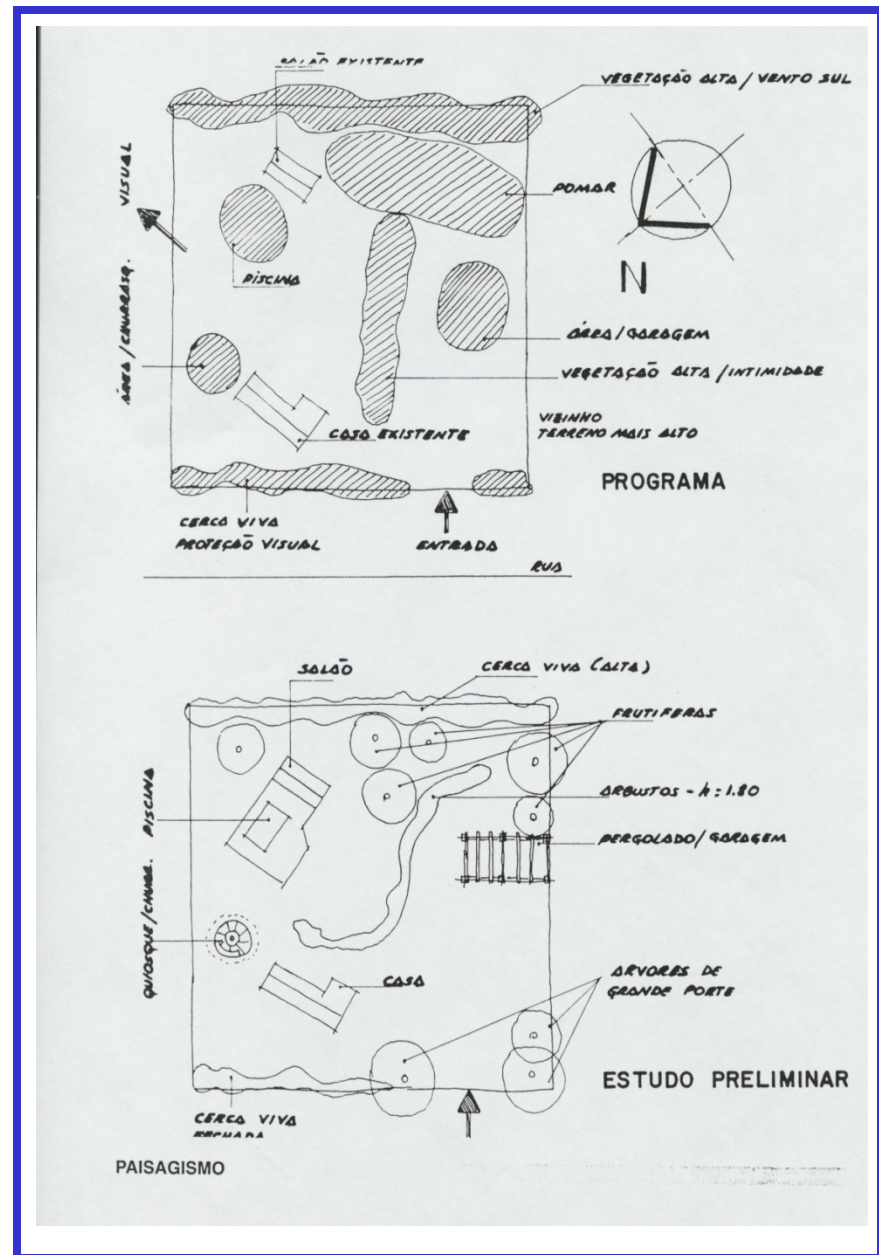 SALÃO EXISTENTE
VEGETAÇÃO ALTA / VENTO SUL
VISUAL
POMAR
PISCINA
N
ÁREA / CHURRASQ.
ÁREA / GARAGEM
VEGETAÇÃO ALTA / INTIMIDADE
CASA EXISTENTE
VIZINHO
TERRENO MAIS ALTO
PROGRAMA
CERCA VIVA
PROTEÇÃO VISUAL
ENTRADA
RUA
SALÃO
CERCA VIVA (ALTA)
FRUTIFERAS
ARBUSTOS - h: 1.80
PISCINA
PERGOLADO / GARAGEM
QUIOSQUE / CHURR.
CASA
ARVORES DE
GRANDE PORTE
ESTUDO PRELIMINAR
CERCA VIVA
FECHADA
PAISAGISMO